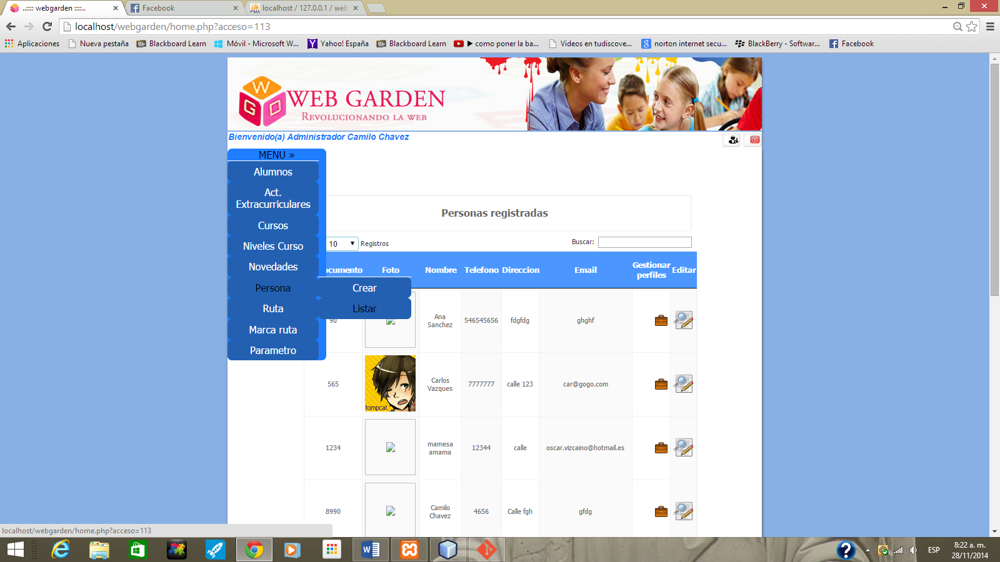 ..:::: webgarden ::::..
Facebook
localhost / 127.0.0.1 / web
localhost/webgarden/home.php?acceso=113
Aplicaciones
Nueva pestaña
Bb Blackboard Learn
Móvil - Microsoft W...
Yahoo! España
Bb Blackboard Learn
como poner la ba...
Videos en tudiscove...
norton internet secu...
BlackBerry - Softwar...
Facebook
WGD
WEB GARDEN
REVOLUCIONANDO LA WEB
Bienvenido(a) Administrador Camilo Chavez
MENU »
Alumnos
Act.
Extracurriculares
Cursos
Niveles Curso
Novedades
Persona
Ruta
Marca ruta
Parametro
Crear
Listar
Personas registradas
10 Registros
Buscar:
ocumento Foto Nombre Telefono Direccion Email Gestionar perfiles Editar
90 Ana Sanchez 546545656 fdgfdg ghghf
565 tompcat. Carlos Vazques 7777777 calle 123 car@gogo.com
1234 mamesa amama 12344 calle oscar.vizcaino@hotmail.es
8990 Camilo Chavez 4656 Calle fgh gfdg
localhost/webgarden/home.php?acceso=113
ESP
8:22 a. m.
28/11/2014